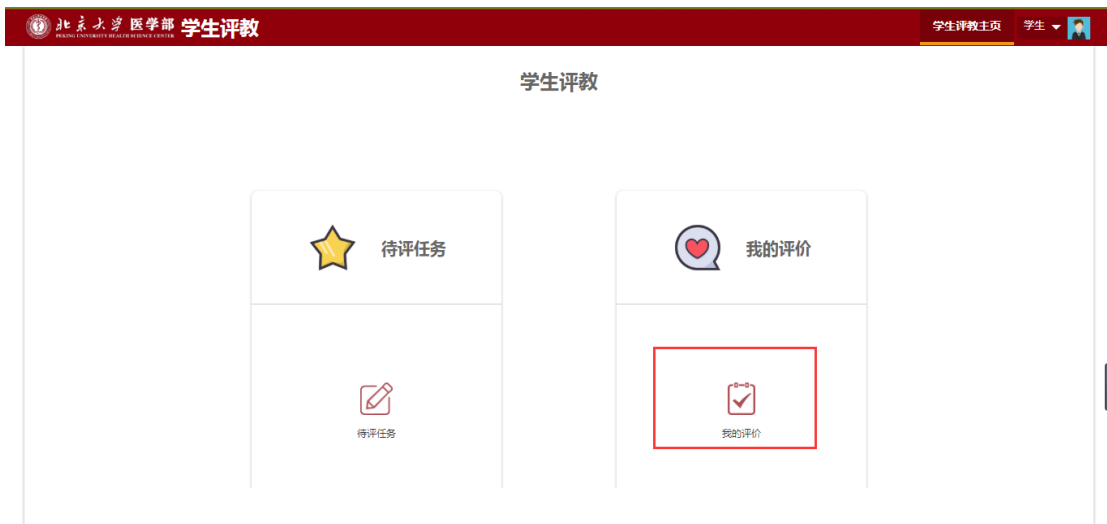 北京大学 医学部 学生评教
PEKING UNIVERSITY HEALTH SCIENCE CENTER
学生评教主页 学生
学生评教
待评任务
我的评价
待评任务
我的评价